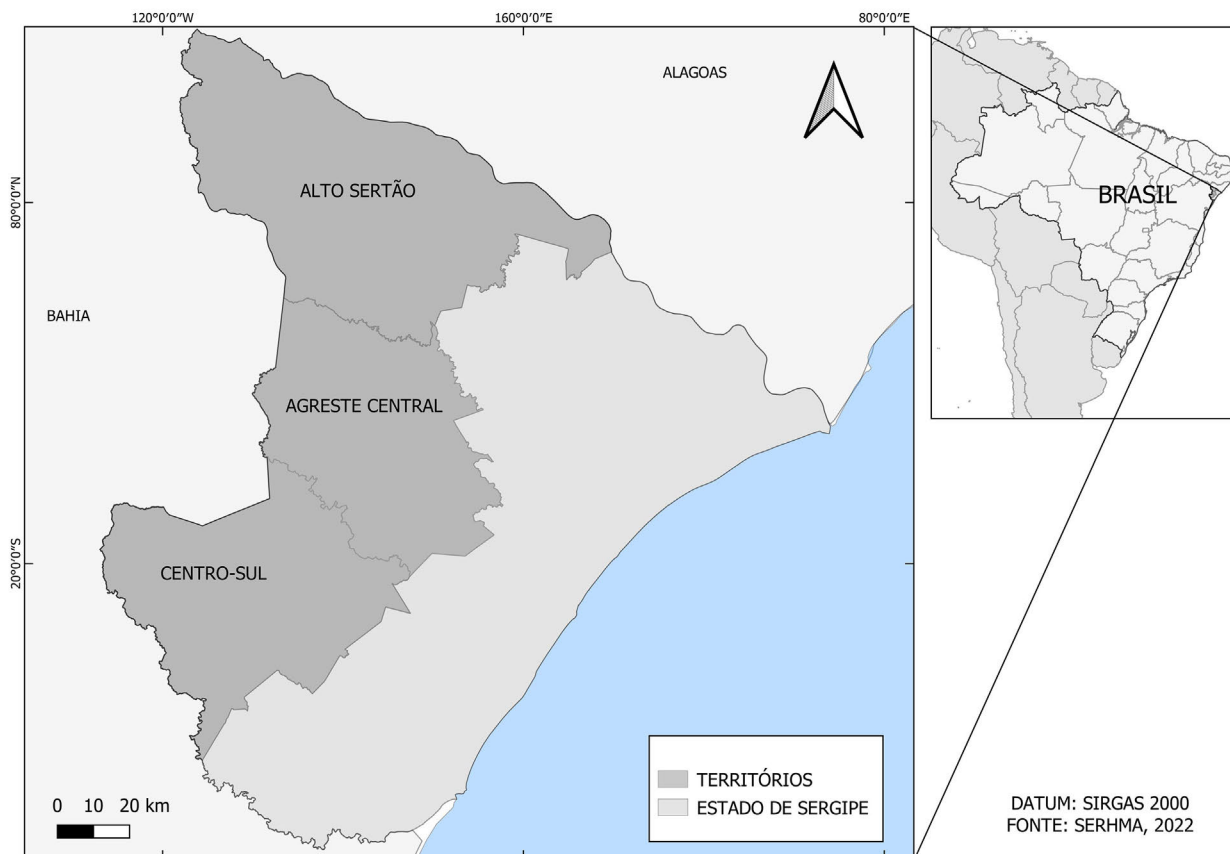 120°0'0"W
160°0'0"E
80°0'0"E
ALAGOAS
BRASIL
ALTO SERTÃO
80°0'0"N
BAHIA
AGRESTE CENTRAL
20°0'0"S
CENTRO-SUL
TERRITÓRIOS
ESTADO DE SERGIPE
0 10 20 km
DATUM: SIRGAS 2000
FONTE: SERHMA, 2022